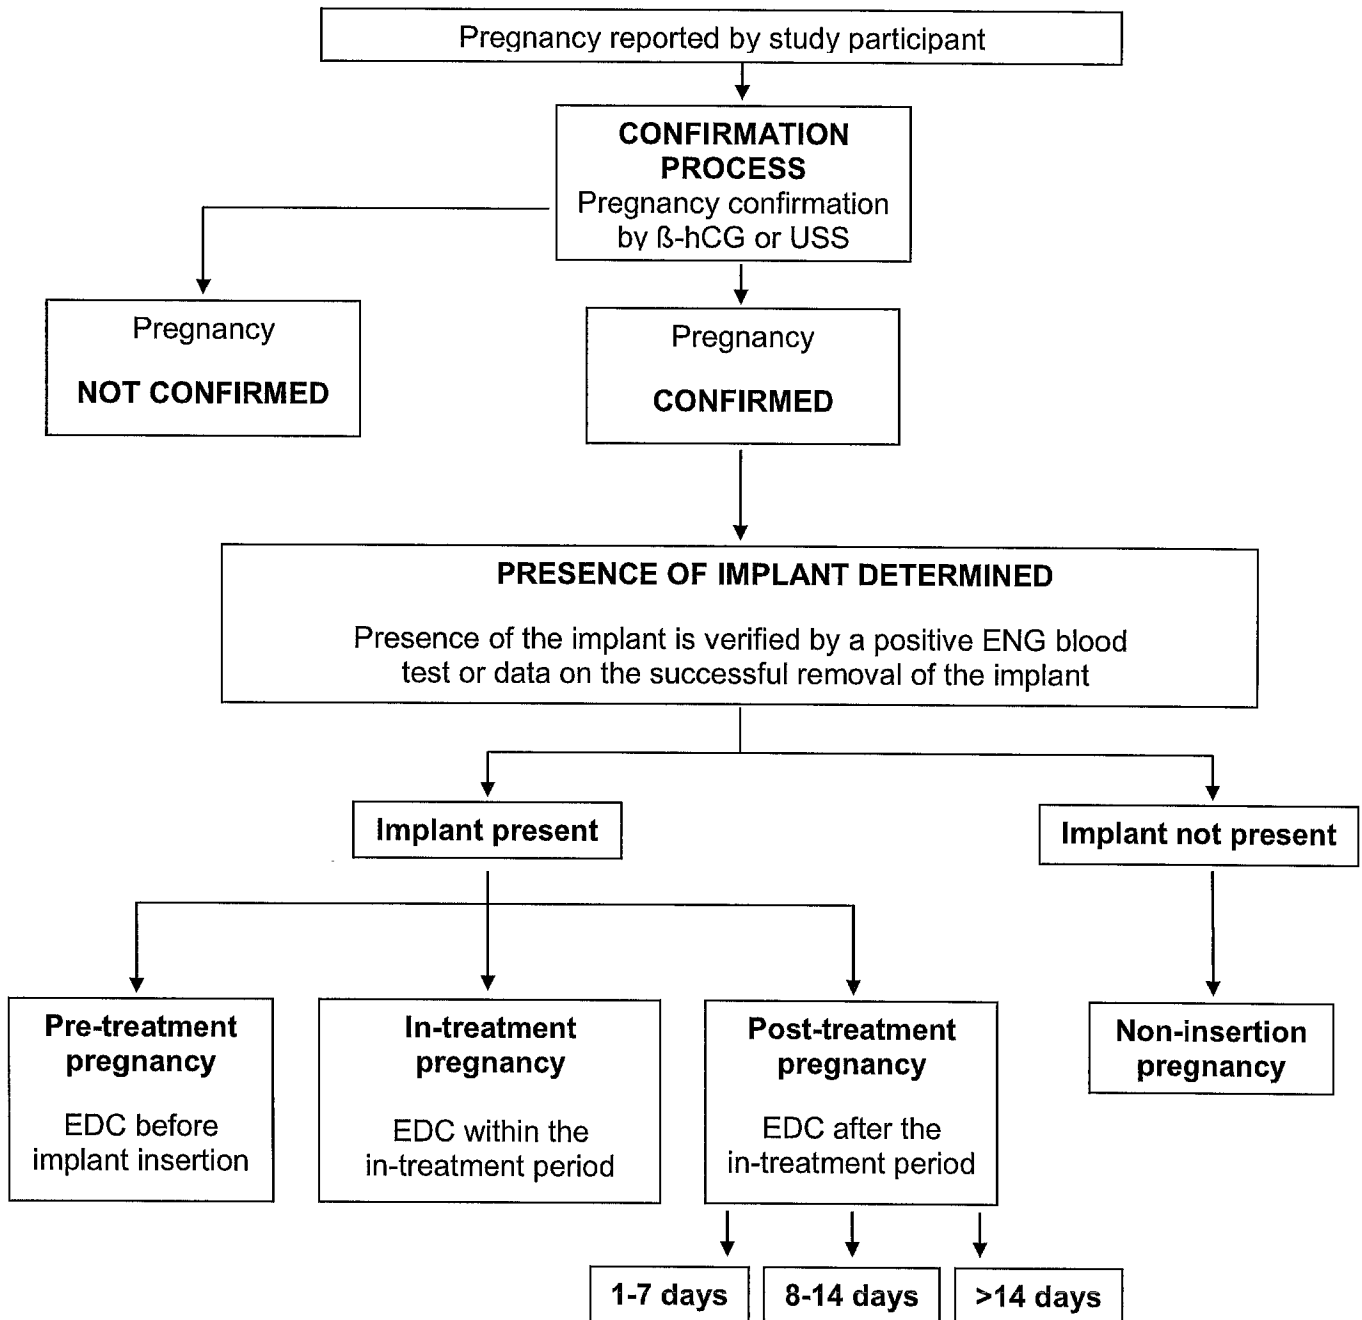 Pregnancy reported by study participant
CONFIRMATION
PROCESS
Pregnancy confirmation
by ß-hCG or USS
Pregnancy
NOT CONFIRMED
Pregnancy
CONFIRMED
PRESENCE OF IMPLANT DETERMINED
Presence of the implant is verified by a positive ENG blood
test or data on the successful removal of the implant
Implant present
Implant not present
Pre-treatment
pregnancy
EDC before
implant insertion
In-treatment
pregnancy
EDC within the
in-treatment period
Post-treatment
pregnancy
EDC after the
in-treatment period
Non-insertion
pregnancy
1-7 days
8-14 days
>14 days